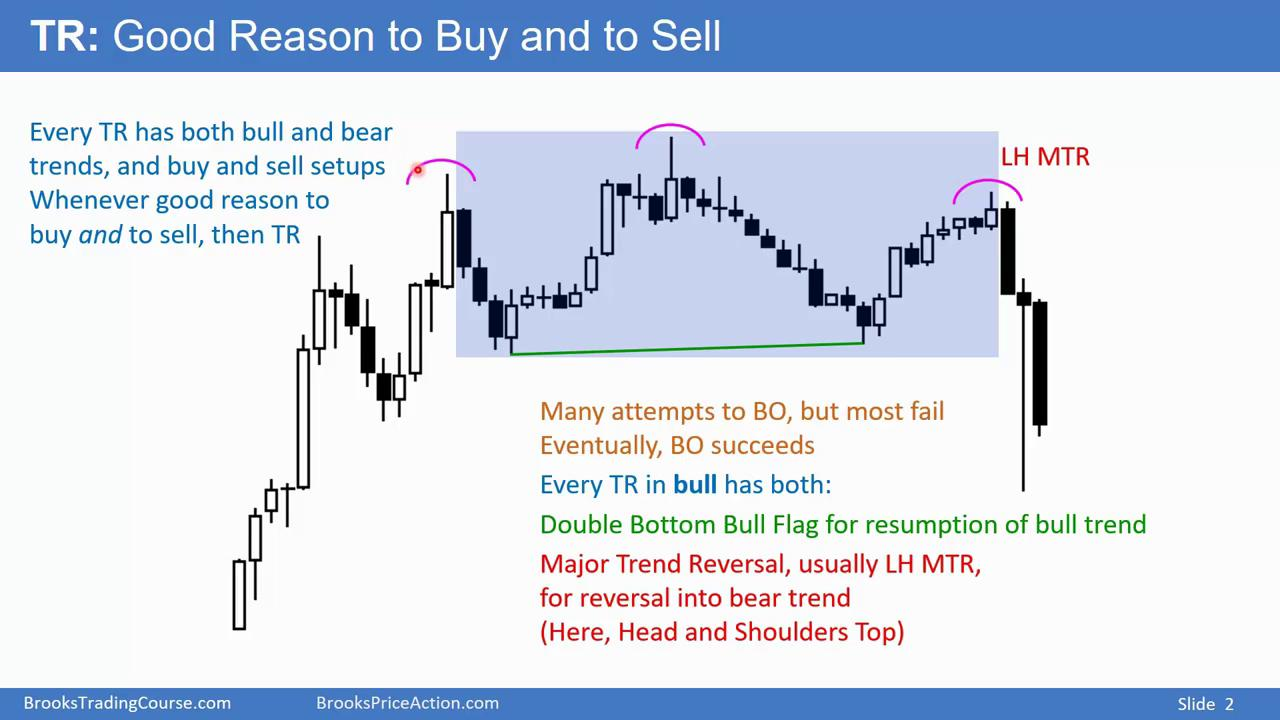 TR: Good Reason to Buy and to Sell
Every TR has both bull and bear
trends, and buy and sell setups
Whenever good reason to
buy and to sell, then TR
LH MTR
Many attempts to BO, but most fail
Eventually, BO succeeds
Every TR in bull has both:
Double Bottom Bull Flag for resumption of bull trend
Major Trend Reversal, usually LH MTR,
for reversal into bear trend
(Here, Head and Shoulders Top)
BrooksTradingCourse.com
BrooksPriceAction.com
Slide 2